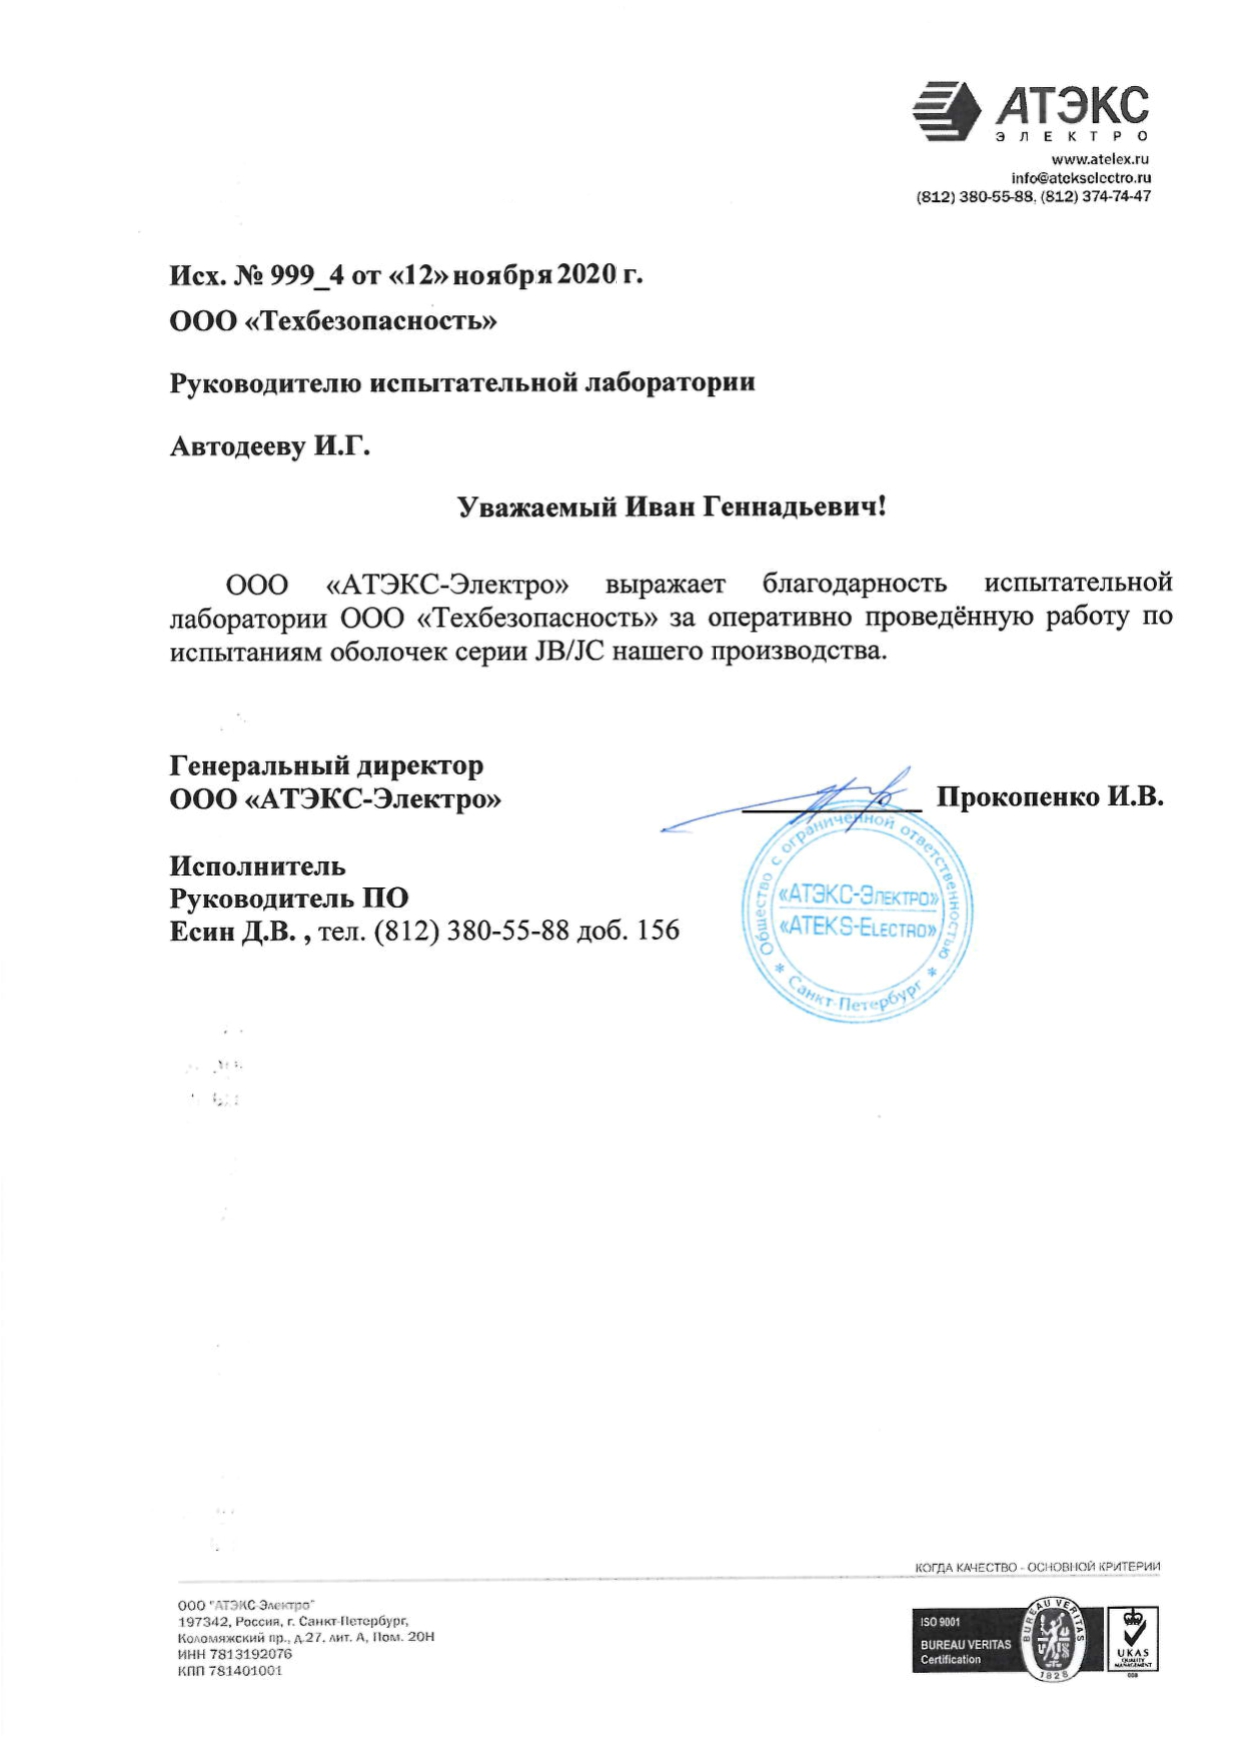 АТЭКС
ЭЛЕКТРО
www.atelex.ru
info@atekselectro.ru
(812) 380-55-88, (812) 374-74-47
Исх. № 999_4 от «12» ноября 2020 г.
ООО «Техбезопасность»
Руководителю испытательной лаборатории
Автодееву И.Г.
Уважаемый Иван Геннадьевич!
ООО «АТЭКС-Электро» выражает благодарность испытательной
лаборатории ООО «Техбезопасность» за оперативно проведённую работу по
испытаниям оболочек серии JB/JC нашего производства.
Генеральный директор
ООО «АТЭКС-Электро» Прокопенко И.В.
Общество с ограниченной ответственностью
«АТЭКС-Электро»
«ATEKS-Electro»
* Санкт-Петербург *
Исполнитель
Руководитель ПО
Есин Д.В. , тел. (812) 380-55-88 доб. 156
КОГДА КАЧЕСТВО - ОСНОВНОЙ КРИТЕРИИ
ООО "АТЭКС-Электро"
197342, Россия, г. Санкт-Петербург,
Коломяжский пр., д.27, лит. А, Пом. 20Н
ИНН 7813192076
КПП 781401001
ISO 9001
BUREAU VERITAS
Certification
BUREAU VERITAS
1828
UKAS
QUALITY
MANAGEMENT
008